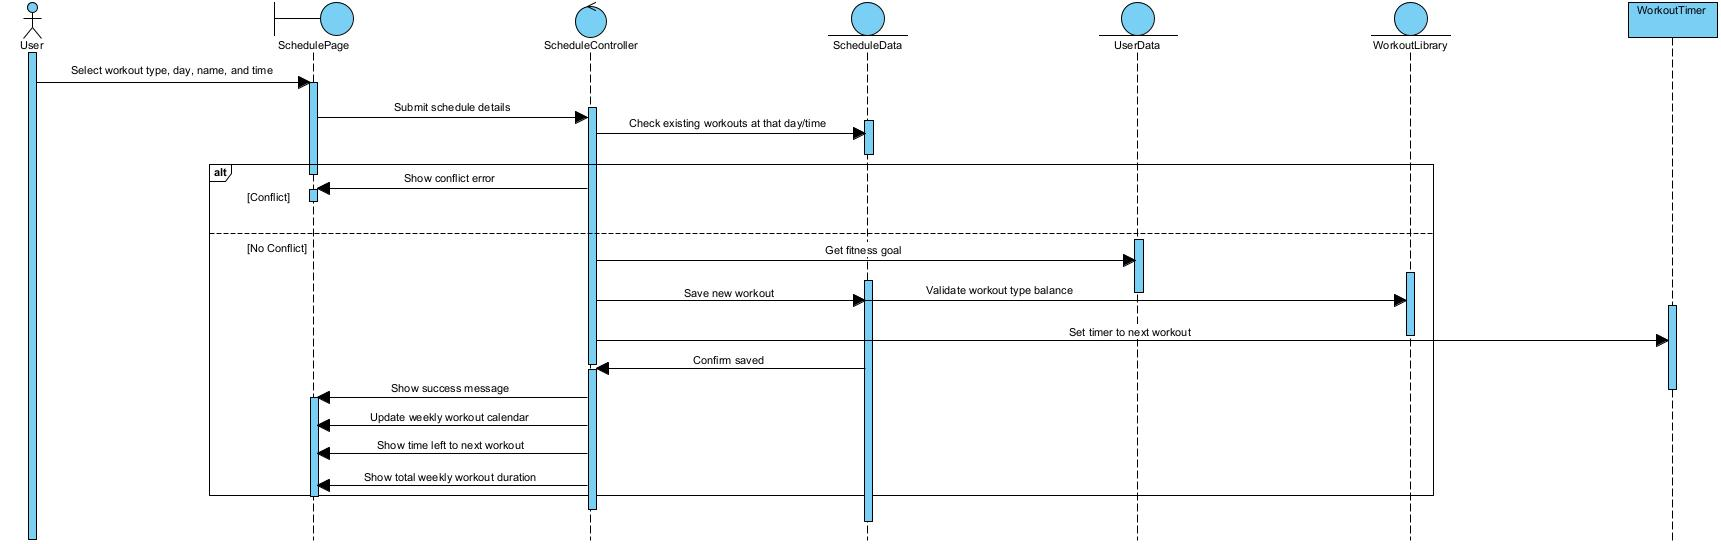 User
SchedulePage
ScheduleController
ScheduleData
UserData
WorkoutLibrary
WorkoutTimer
Select workout type, day, name, and time
Submit schedule details
Check existing workouts at that day/time
alt
Show conflict error
[Conflict]
[No Conflict]
Get fitness goal
Save new workout
Validate workout type balance
Set timer to next workout
Confirm saved
Show success message
Update weekly workout calendar
Show time left to next workout
Show total weekly workout duration